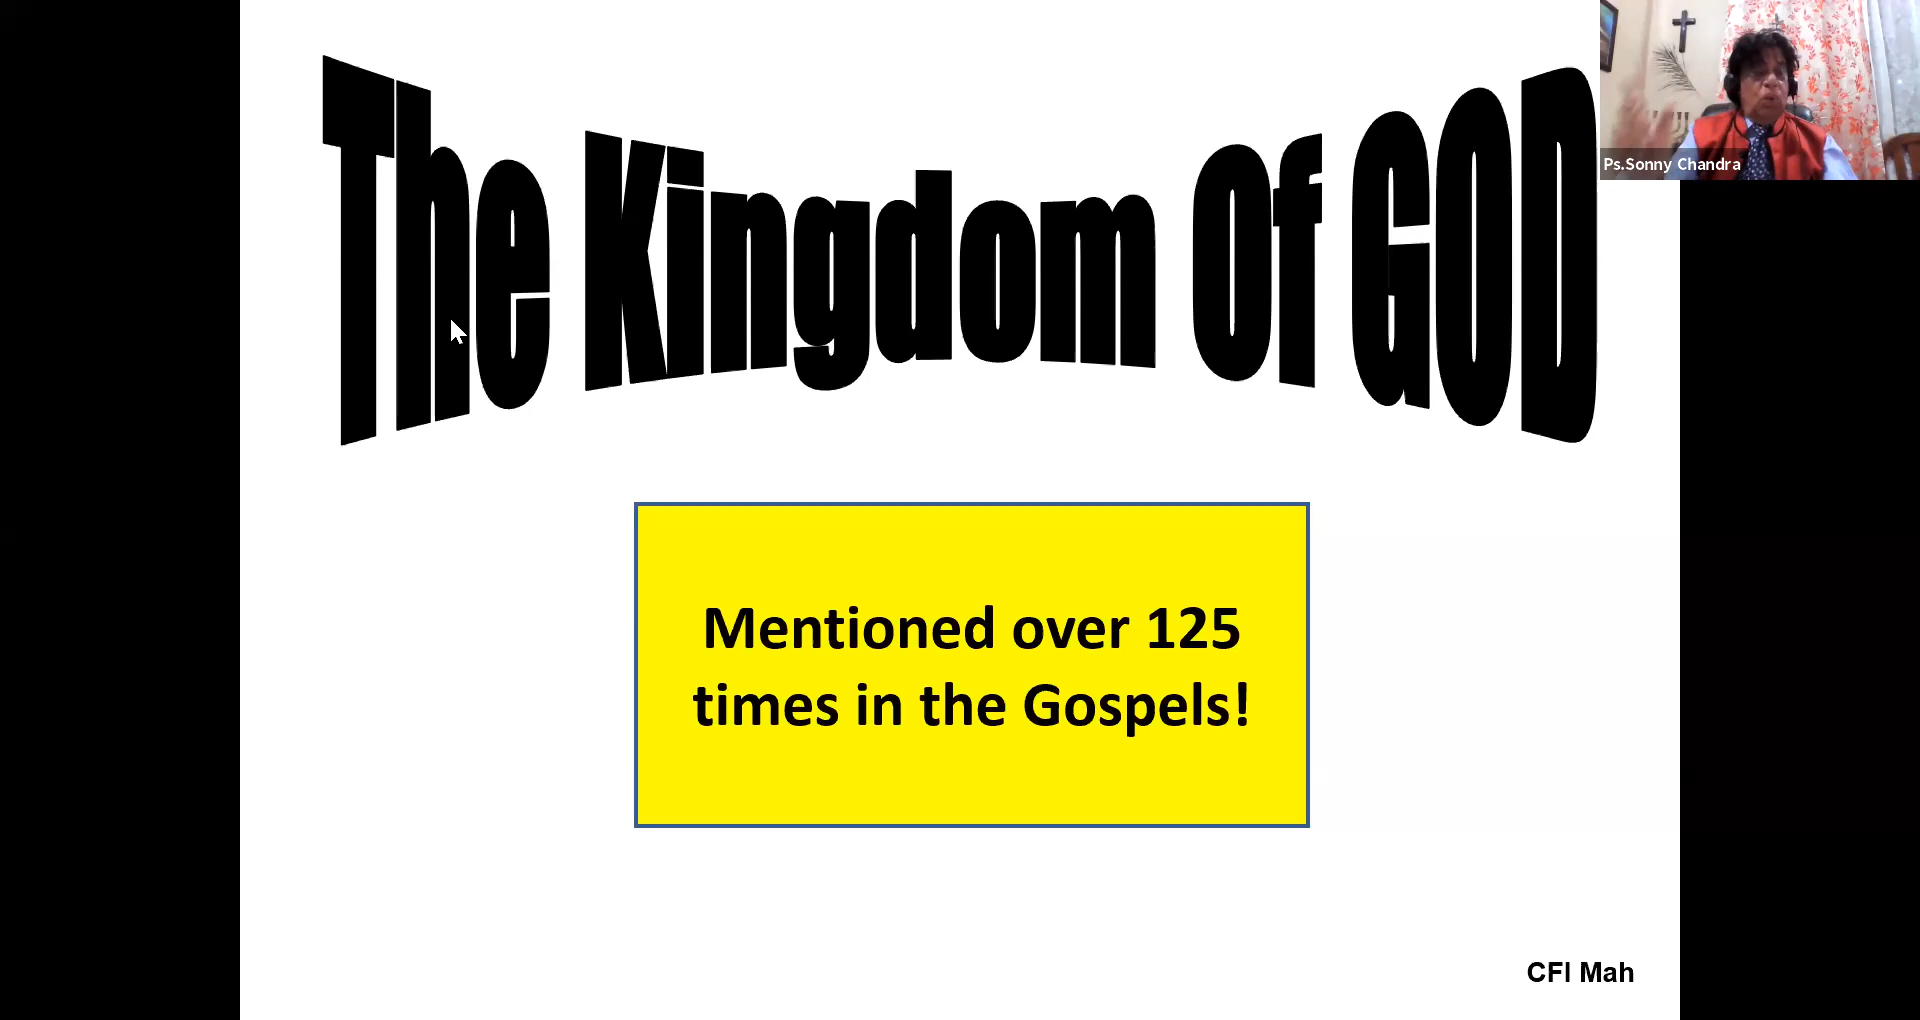 The Kingdom Of GOD
Ps.Sonny Chandra
Mentioned over 125
times in the Gospels!
CFI Mah